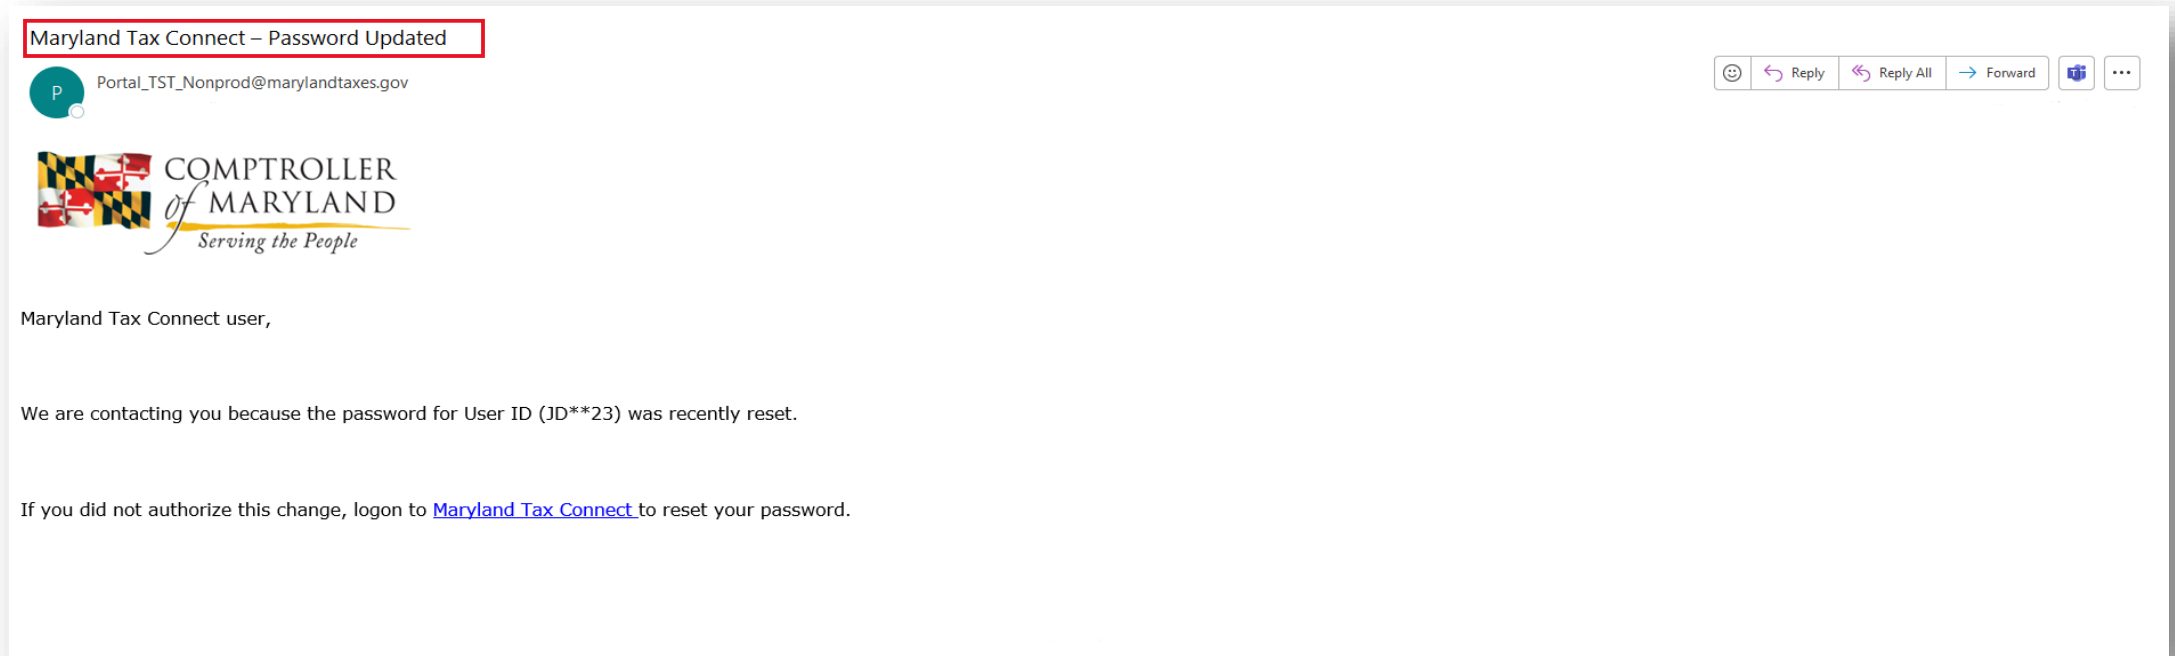 Maryland Tax Connect – Password Updated
P
Portal_TST_Nonprod@marylandtaxes.gov
Reply
Reply All
Forward
COMPTROLLER
of MARYLAND
Serving the People
Maryland Tax Connect user,
We are contacting you because the password for User ID (JD**23) was recently reset.
If you did not authorize this change, logon to Maryland Tax Connect to reset your password.